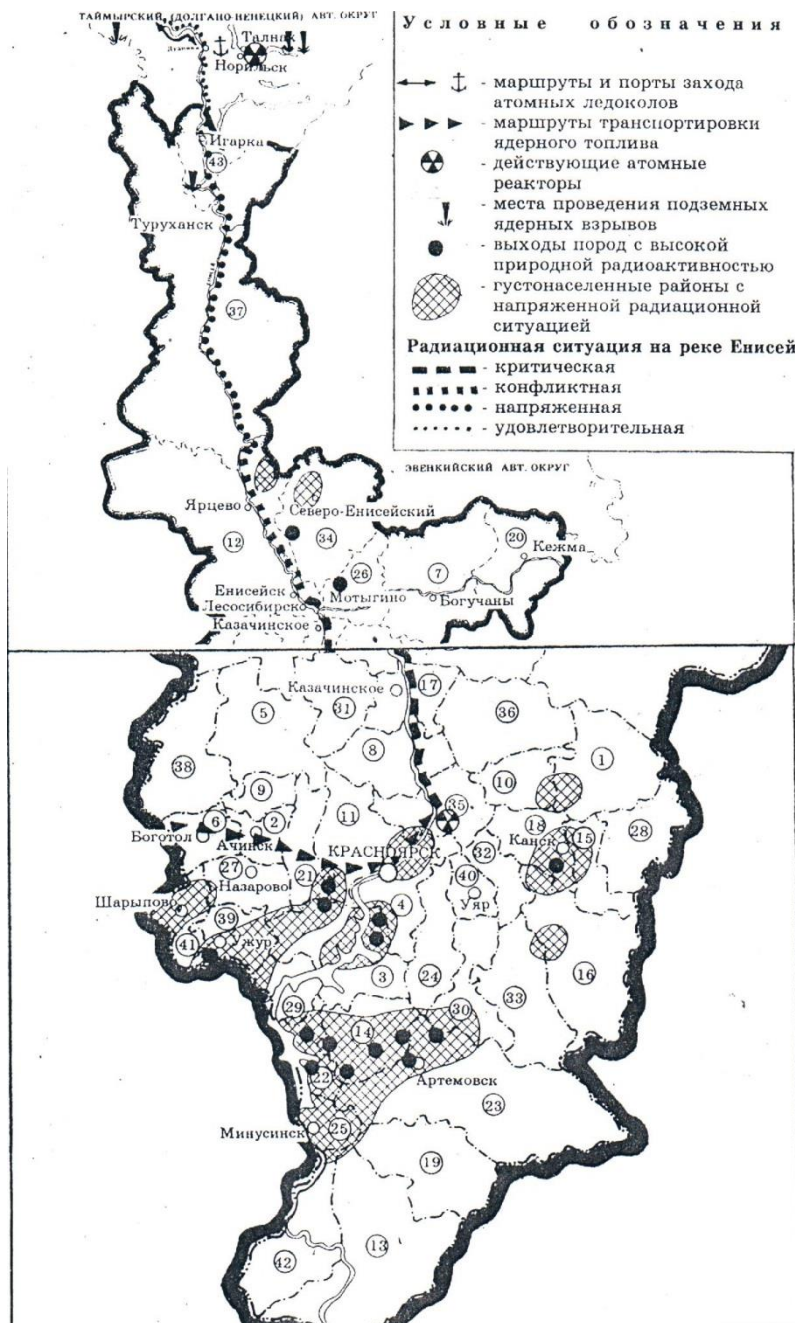 ТАЙМЫРСКИЙ (ДОЛГАНО-НЕНЕЦКИЙ) АВТ. ОКРУГ
Талнах
Норильск
Игарка
43
Туруханск
37
Условные обозначения
- маршруты и порты захода
атомных ледоколов
- маршруты транспортировки
ядерного топлива
- действующие атомные
реакторы
- места проведения подземных
ядерных взрывов
- выходы пород с высокой
природной радиоактивностью
- густонаселенные районы с
напряженной радиационной
ситуацией
Радиационная ситуация на реке Енисей
- критическая
- конфликтная
- напряженная
- удовлетворительная
ЭВЕНКИЙСКИЙ АВТ. ОКРУГ
Ярцево
Северо-Енисейский
12
34
20
Кежма
26
7
Енисейск
Мотыгино
Богучаны
Лесосибирск
Казачинское
Казачинское
17
5
31
36
38
8
1
9
10
6
2
11
35
18
15
28
Боготол
Ачинск
Канск
КРАСНОЯРСК
32
27
Назарово
21
40
Уяр
Шарыпово
39
4
41
Ужур
3
24
16
33
29
30
14
22
Артемовск
23
Минусинск
25
19
13
42